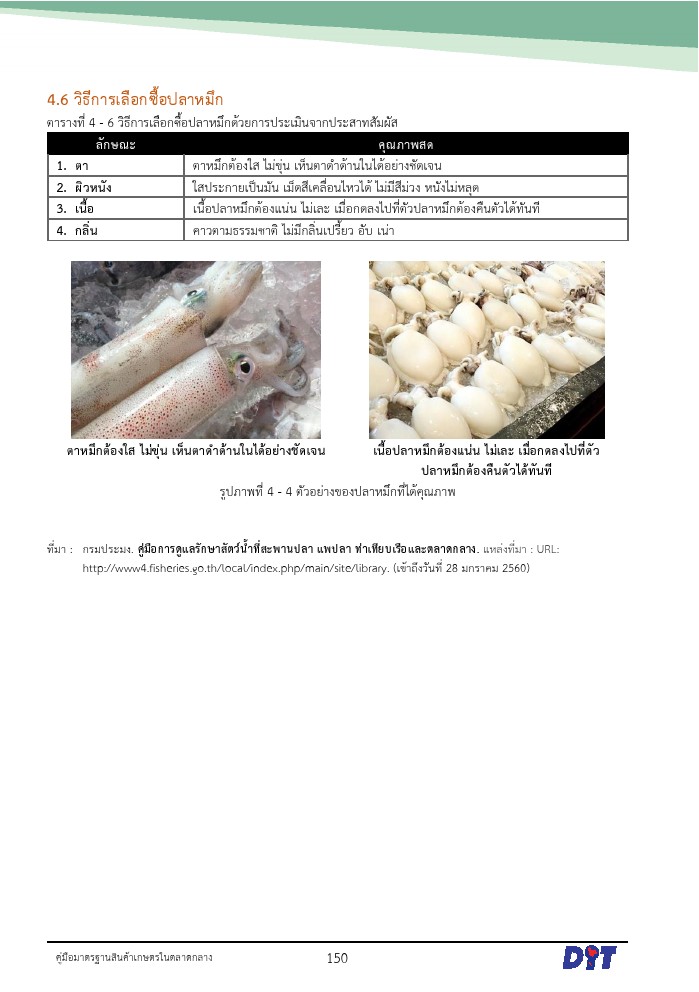 4.6 วิธีการเลือกซื้อปลาหมึก
ตารางที่ 4 - 6 วิธีการเลือกซื้อปลาหมึกด้วยการประเมินจากประสาทสัมผัส
ลักษณะ คุณภาพสด
1. ตา ตาหมึกต้องใส ไม่ขุ่น เห็นตาดำด้านในได้อย่างชัดเจน
2. ผิวหนัง ใสประกายเป็นมัน เม็ดสีเคลื่อนไหวได้ ไม่มีสีม่วง หนังไม่หลุด
3. เนื้อ เนื้อปลาหมึกต้องแน่น ไม่เละ เมื่อกดลงไปที่ตัวปลาหมึกต้องคืนตัวได้ทันที
4. กลิ่น คาวตามธรรมชาติ ไม่มีกลิ่นเปรี้ยว อับ เน่า
ตาหมึกต้องใส ไม่ขุ่น เห็นตาดำด้านในได้อย่างชัดเจน
เนื้อปลาหมึกต้องแน่น ไม่เละ เมื่อกดลงไปที่ตัว
ปลาหมึกต้องคืนตัวได้ทันที
รูปภาพที่ 4 - 4 ตัวอย่างของปลาหมึกที่ได้คุณภาพ
ที่มา : กรมประมง. คู่มือการดูแลรักษาสัตว์น้ำที่สะพานปลา แพปลา ท่าเทียบเรือและตลาดกลาง. แหล่งที่มา : URL:
http://www4.fisheries.go.th/local/index.php/main/site/library. (เข้าถึงวันที่ 28 มกราคม 2560)
คู่มือมาตรฐานสินค้าเกษตรในตลาดกลาง 150 DIT